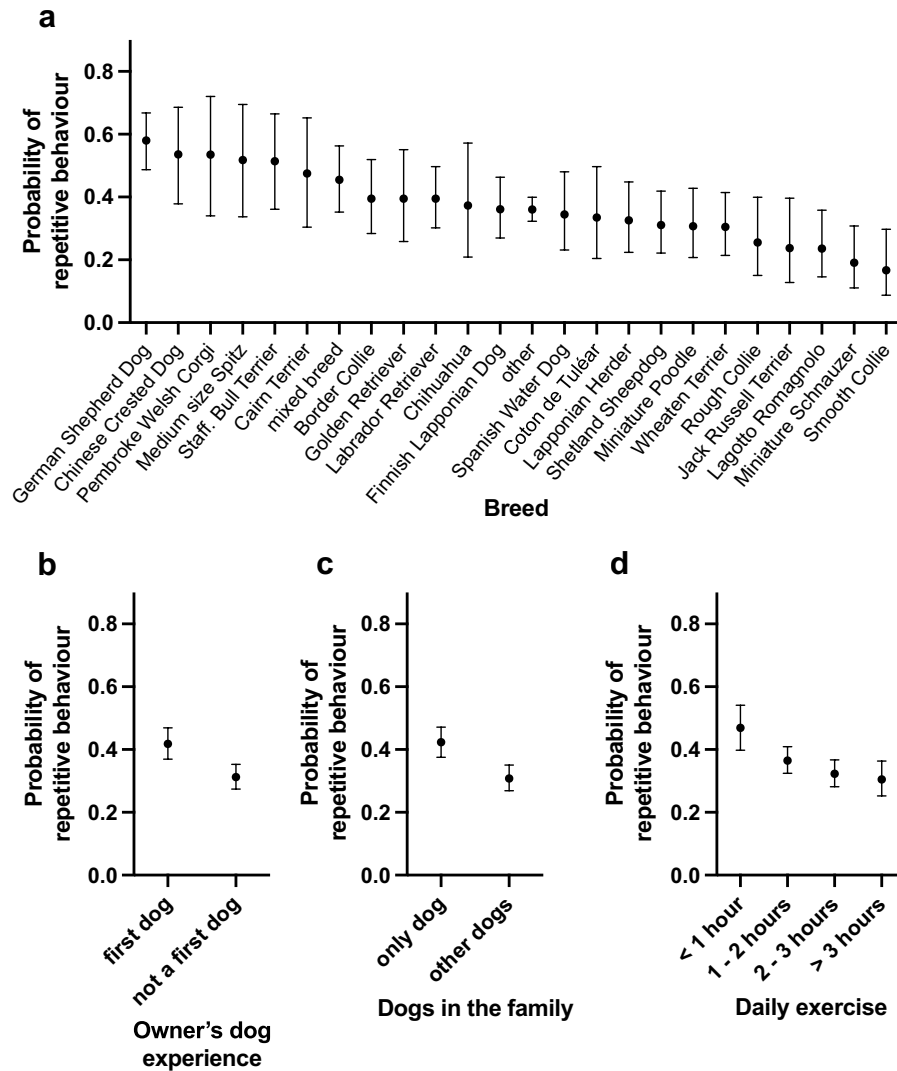 a
Probability of
repetitive behaviour
0.8
0.6
0.4
0.2
0.0
German Shepherd Dog
Chinese Crested Dog
Pembroke Welsh Corgi
Medium size Spitz
Staff. Bull Terrier
Cairn Terrier
mixed breed
Border Collie
Golden Retriever
Labrador Retriever
Chihuahua
Finnish Lapponian Dog
other
Spanish Water Dog
Coton de Tuléar
Lapponian Herder
Shetland Sheepdog
Miniature Poodle
Wheaten Terrier
Rough Collie
Jack Russell Terrier
Lagotto Romagnolo
Miniature Schnauzer
Smooth Collie
Breed
b
Probability of
repetitive behaviour
0.8
0.6
0.4
0.2
0.0
first dog
not a first dog
Owner's dog
experience
c
Probability of
repetitive behaviour
0.8
0.6
0.4
0.2
0.0
only dog
other dogs
Dogs in the family
d
Probability of
repetitive behaviour
0.8
0.6
0.4
0.2
0.0
< 1 hour
1 - 2 hours
2 - 3 hours
> 3 hours
Daily exercise